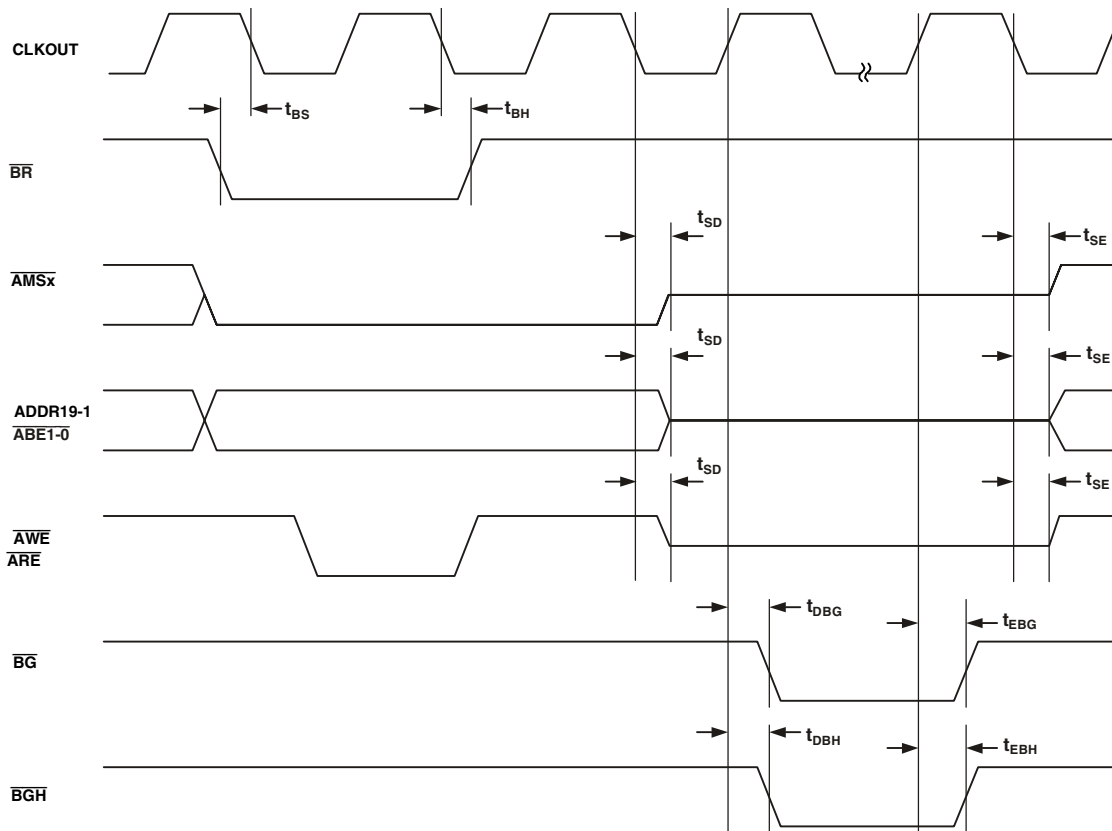 CLKOUT
tBS
tBH
BR
tSD
tSE
AMSx
tSD
tSE
ADDR19-1
ABE1-0
tSD
tSE
AWE
ARE
tDBG
tEBG
BG
tDBH
tEBH
BGH